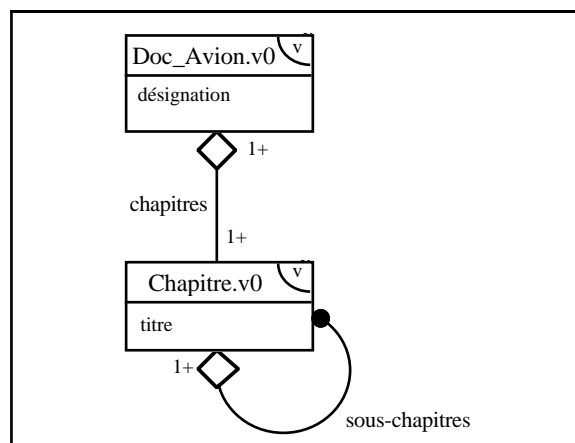 Doc_Avion.v0
v
désignation
1+
chapitres
1+
Chapitre.v0
v
titre
1+
sous-chapitres